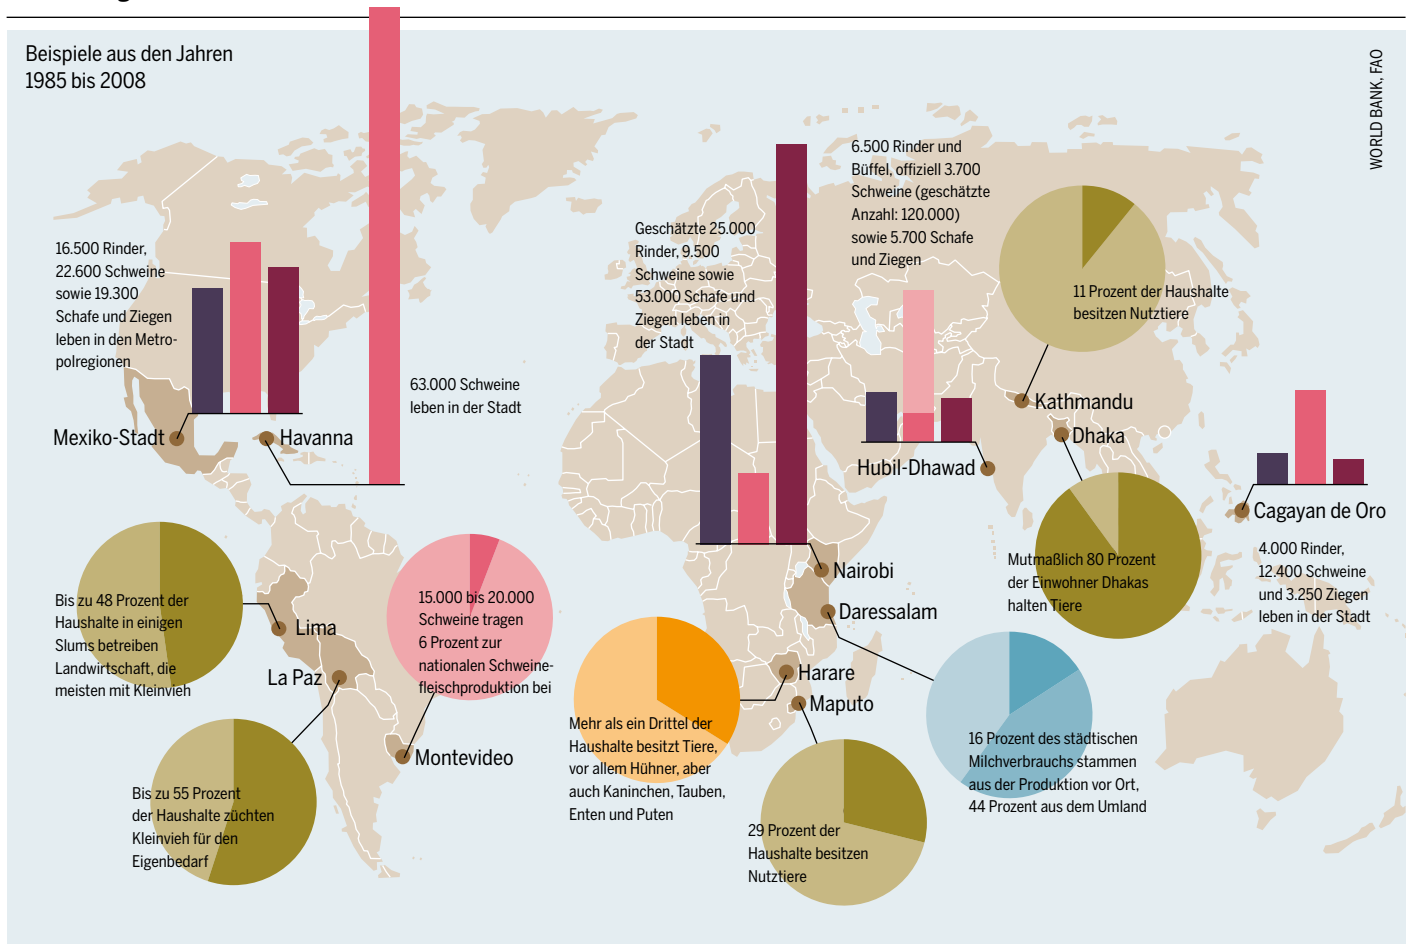 Beispiele aus den Jahren
1985 bis 2008
WORLD BANK, FAO
16.500 Rinder,
22.600 Schweine
sowie 19.300
Schafe und Ziegen
leben in den Metro-
polregionen
Mexiko-Stadt
Havanna
63.000 Schweine
leben in der Stadt
Geschätzte 25.000
Rinder, 9.500
Schweine sowie
53.000 Schafe und
Ziegen leben in
der Stadt
6.500 Rinder und
Büffel, offiziell 3.700
Schweine (geschätzte
Anzahl: 120.000)
sowie 5.700 Schafe
und Ziegen
11 Prozent der Haushalte
besitzen Nutztiere
Kathmandu
Dhaka
Hubil-Dhawad
Mutmaßlich 80 Prozent
der Einwohner Dhakas
halten Tiere
Cagayan de Oro
4.000 Rinder,
12.400 Schweine
und 3.250 Ziegen
leben in der Stadt
Nairobi
Daressalam
Harare
Maputo
Bis zu 48 Prozent der
Haushalte in einigen
Slums betreiben
Landwirtschaft, die
meisten mit Kleinvieh
Lima
La Paz
15.000 bis 20.000
Schweine tragen
6 Prozent zur
nationalen Schweine-
fleischproduktion bei
Montevideo
Bis zu 55 Prozent
der Haushalte züchten
Kleinvieh für den
Eigenbedarf
Mehr als ein Drittel der
Haushalte besitzt Tiere,
vor allem Hühner, aber
auch Kaninchen, Tauben,
Enten und Puten
29 Prozent der
Haushalte besitzen
Nutztiere
16 Prozent des städtischen
Milchverbrauchs stammen
aus der Produktion vor Ort,
44 Prozent aus dem Umland